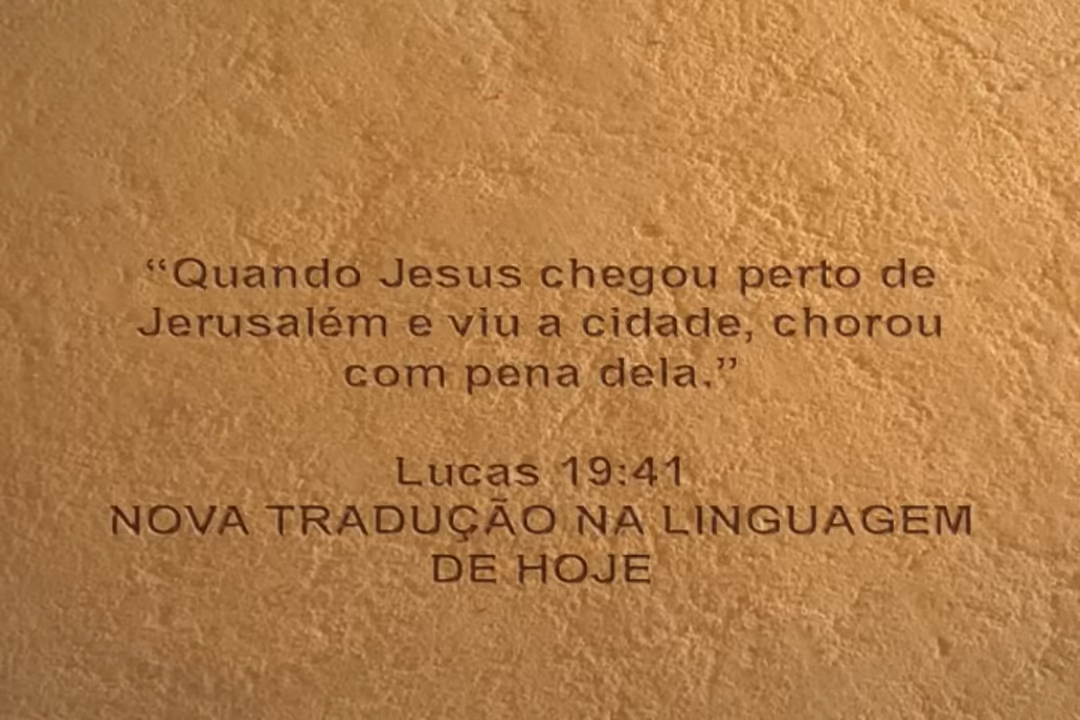 “Quando Jesus chegou perto de
Jerusalém e viu a cidade, chorou
com pena dela.”
Lucas 19:41
NOVA TRADUÇÃO NA LINGUAGEM
DE HOJE